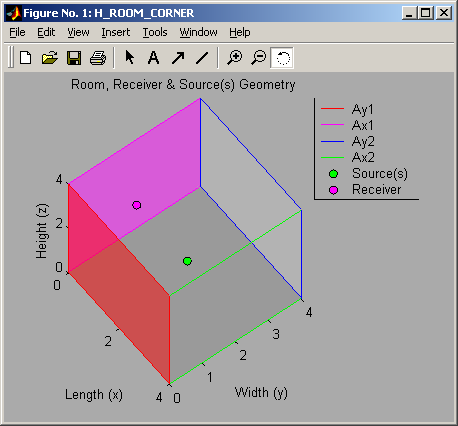 Figure No. 1: H_ROOM_CORNER
File Edit View Insert Tools Window Help
A
Room, Receiver & Source(s) Geometry
Ay1
Ax1
Ay2
Ax2
Source(s)
Receiver
4
2
0
Height (z)
0
2
4
Length (x)
0
1
2
3
4
Width (y)